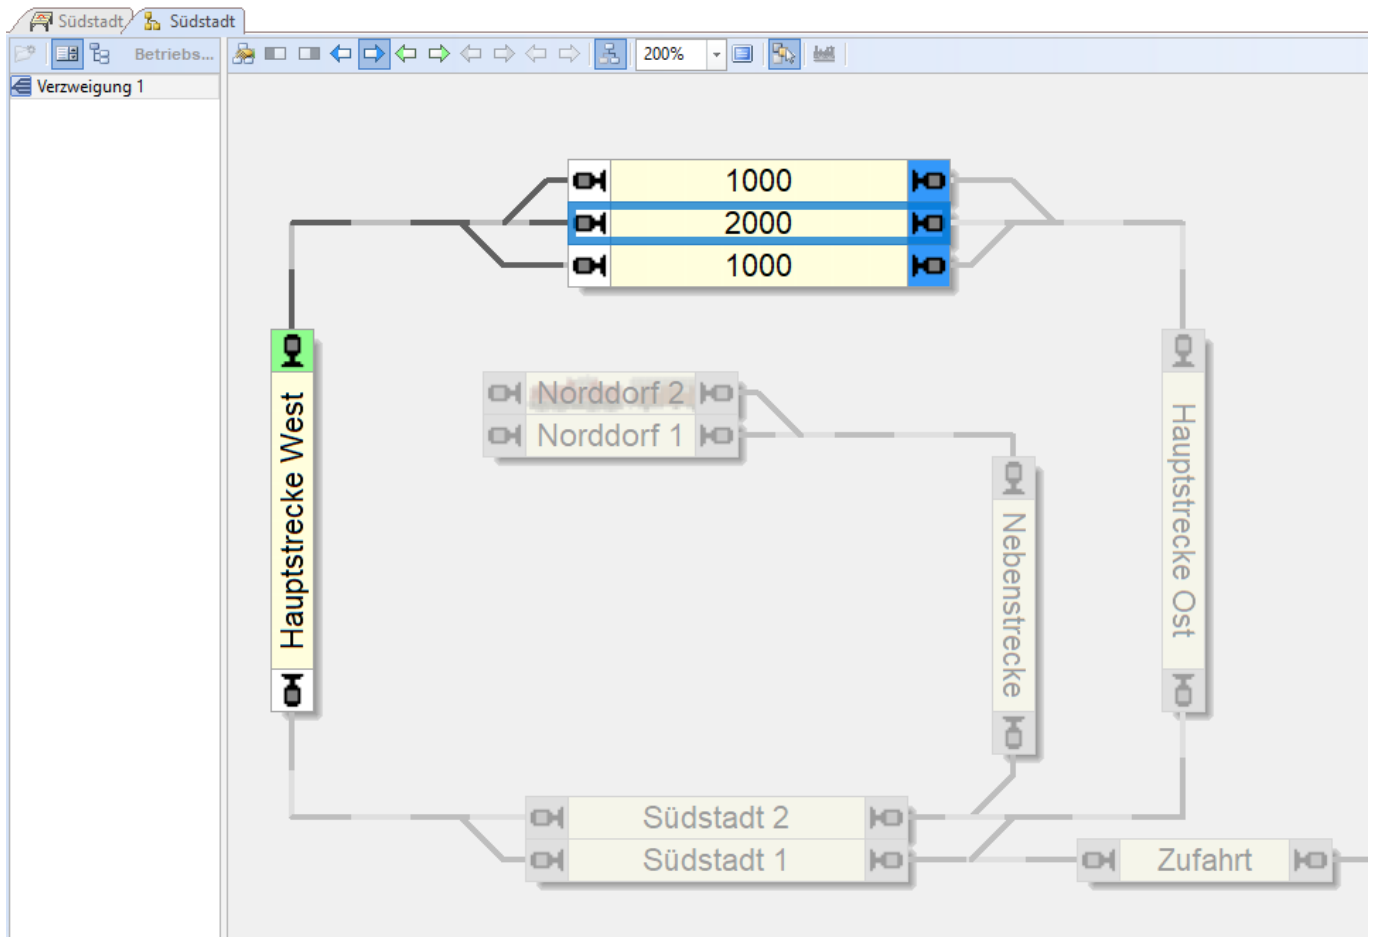 Südstadt
Südstadt
Betriebs...
200%
Verzweigung 1
1000
2000
1000
Hauptstrecke West
Norddorf 2
Norddorf 1
Nebenstrecke
Hauptstrecke Ost
Südstadt 2
Südstadt 1
Zufahrt